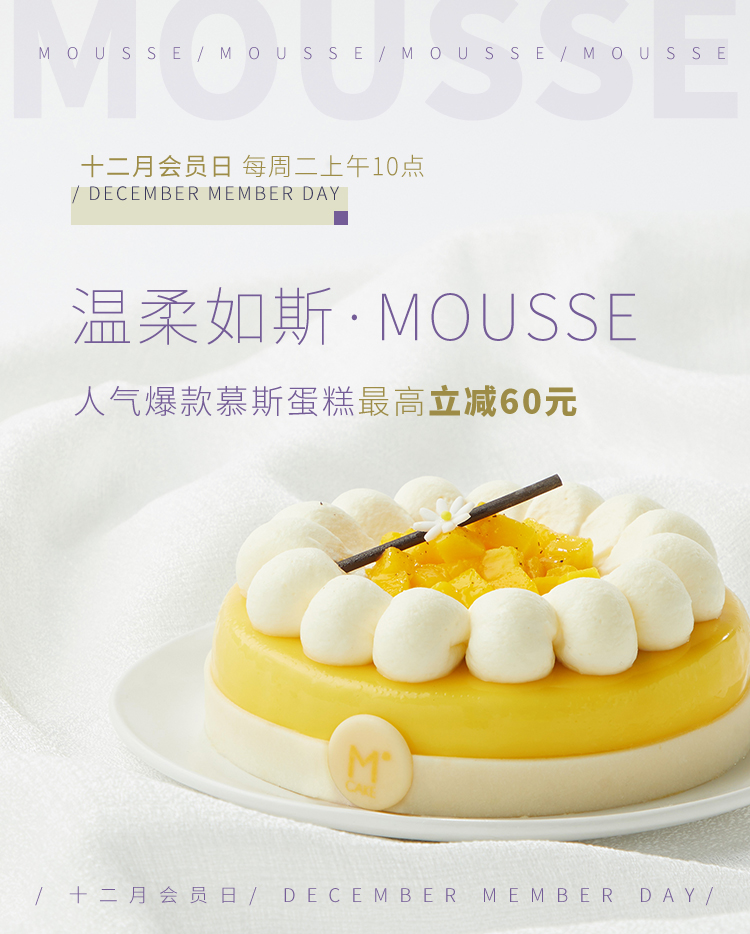 MOUSSE
MOUSSE/MOUSSE/MOUSSE/MOUSSE
十二月会员日 每周二上午10点
/ DECEMBER MEMBER DAY
温柔如斯·MOUSSE
人气爆款慕斯蛋糕最高立减60元
M
CAKE
/ 十二月会员日/ DECEMBER MEMBER DAY/